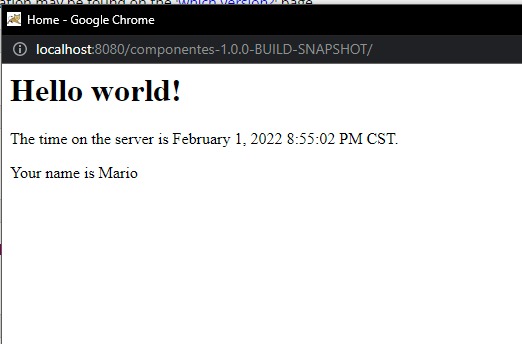 ation may be found on the 'which version?' page
Home - Google Chrome
localhost:8080/componentes-1.0.0-BUILD-SNAPSHOT/
Hello world!
The time on the server is February 1, 2022 8:55:02 PM CST.
Your name is Mario